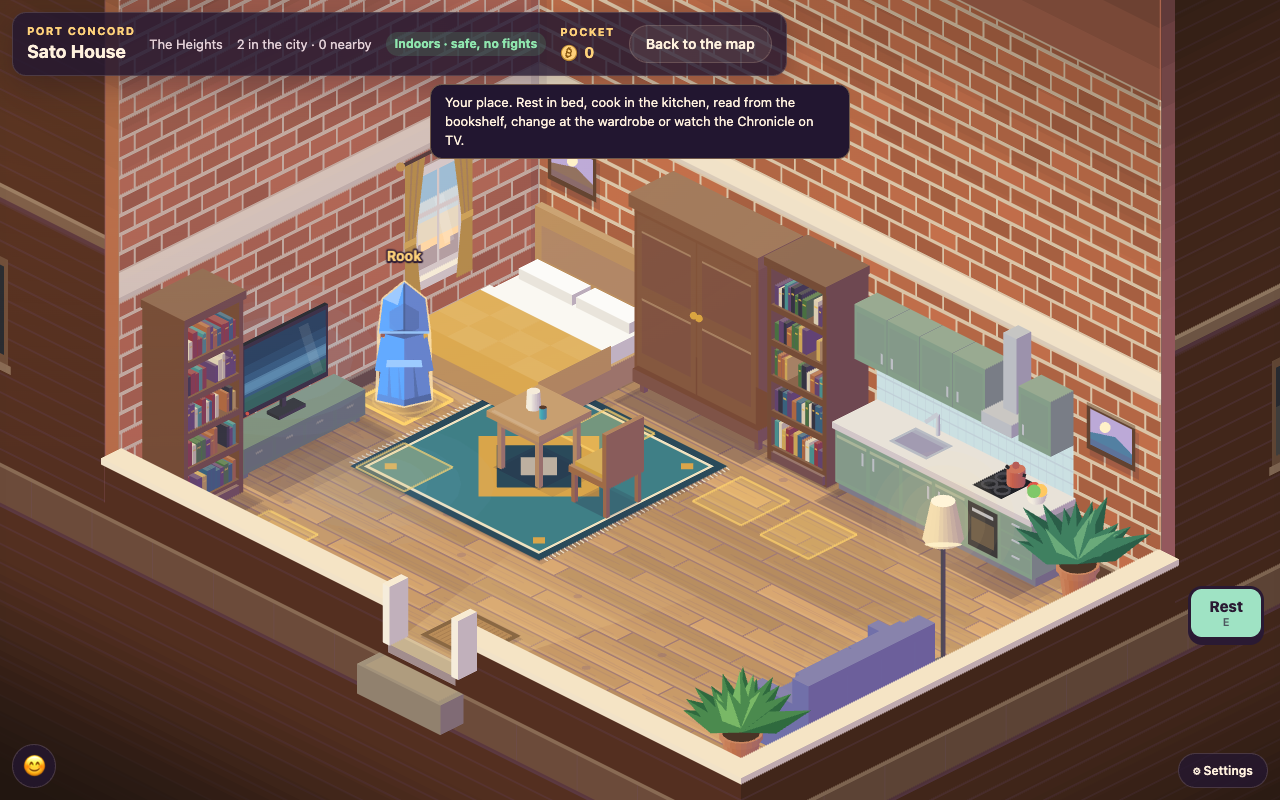 PORT CONCORD
Sato House
The Heights
2 in the city · 0 nearby
Indoors · safe, no fights
POCKET
0
Back to the map
Your place. Rest in bed, cook in the kitchen, read from the
bookshelf, change at the wardrobe or watch the Chronicle on
TV.
Rook
Rest
E
Settings